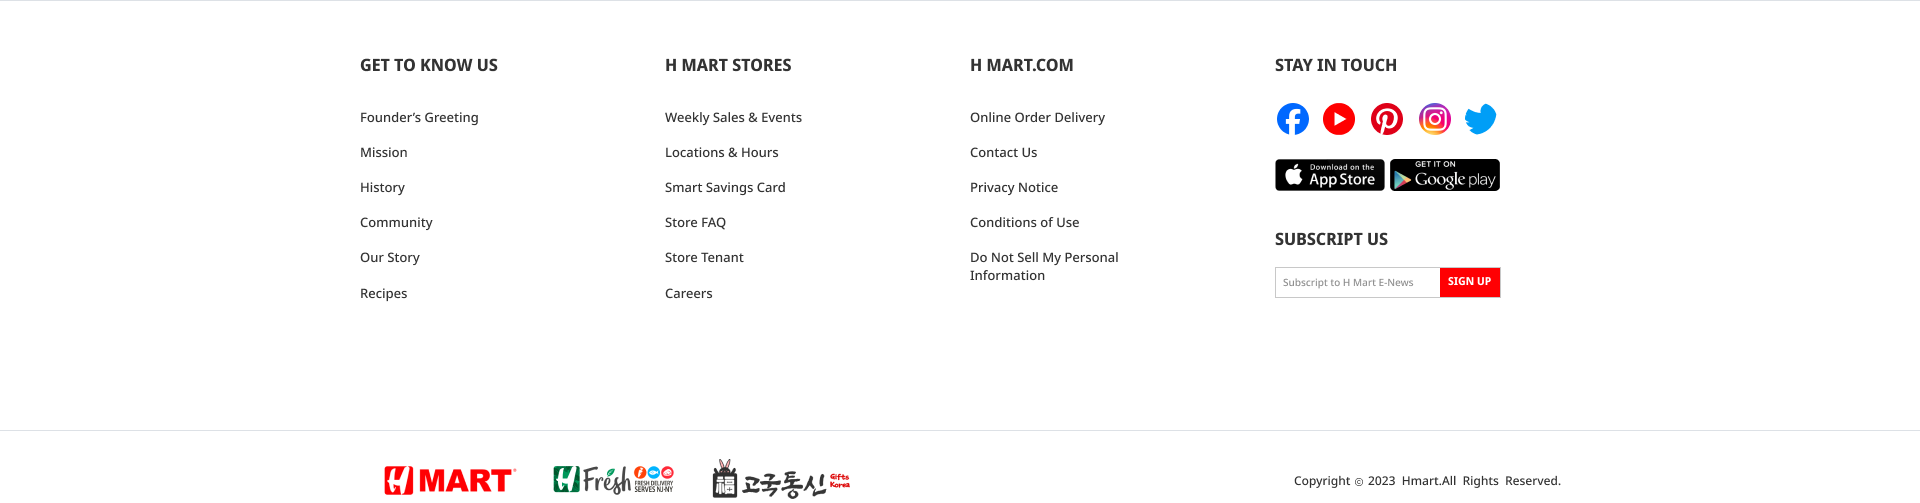 GET TO KNOW US
Founder's Greeting
Mission
History
Community
Our Story
Recipes
H MART STORES
Weekly Sales & Events
Locations & Hours
Smart Savings Card
Store FAQ
Store Tenant
Careers
H MART.COM
Online Order Delivery
Contact Us
Privacy Notice
Conditions of Use
Do Not Sell My Personal
Information
STAY IN TOUCH
Download on the
App Store
GET IT ON
Google play
SUBSCRIPT US
Subscript to H Mart E-News
SIGN UP
H MART
H Fresh
FRESH DELIVERY
SERVES NJ·NY
福 고국통신
Gifts
Korea
Copyright © 2023 Hmart.All Rights Reserved.